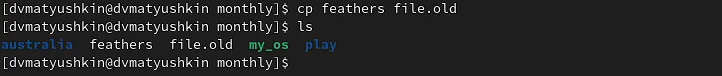 [dvmatyushkin@dvmatyushkin monthly]$ cp feathers file.old
[dvmatyushkin@dvmatyushkin monthly]$ ls
australia  feathers  file.old  my_os  play
[dvmatyushkin@dvmatyushkin monthly]$